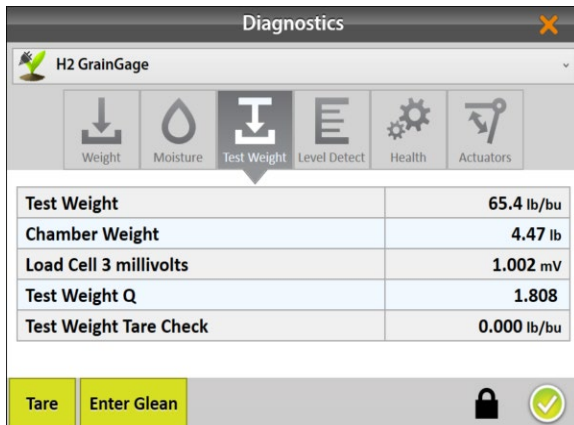 Diagnostics
H2 GrainGage
Weight Moisture Test Weight Level Detect Health Actuators
Test Weight 65.4 lb/bu
Chamber Weight 4.47 lb
Load Cell 3 millivolts 1.002 mV
Test Weight Q 1.808
Test Weight Tare Check 0.000 lb/bu
Tare Enter Glean